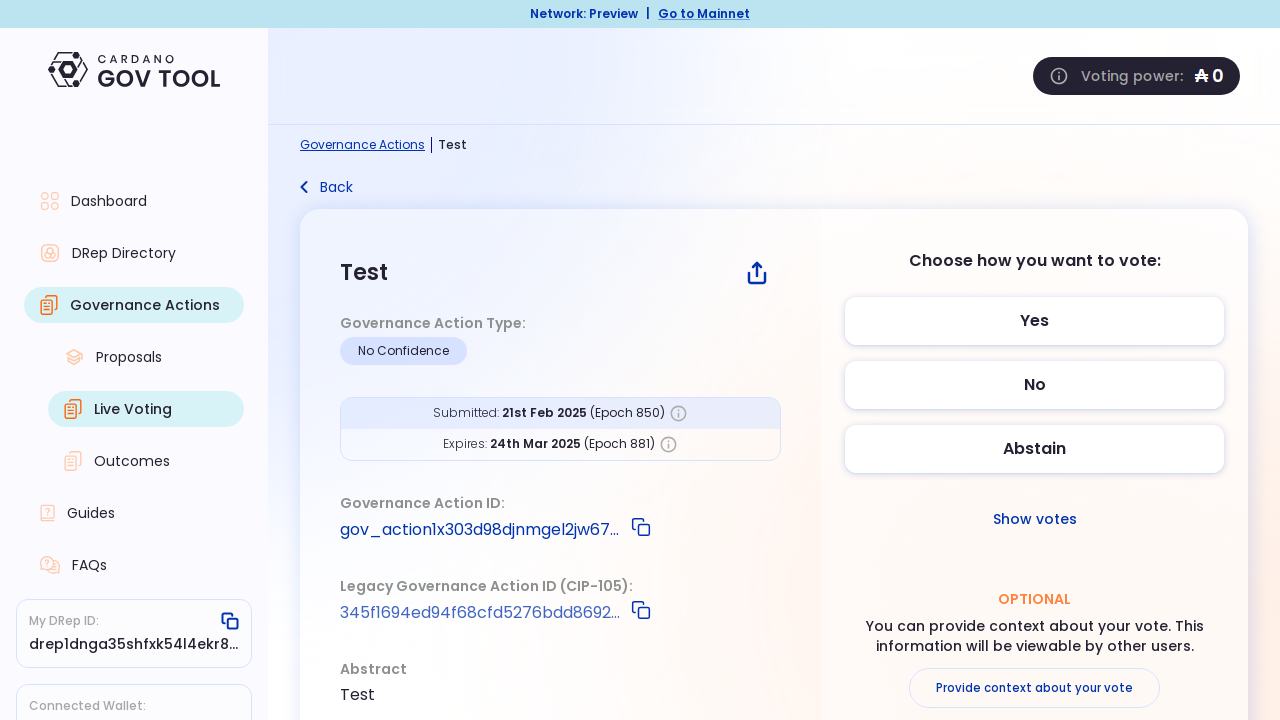 Network: Preview | Go to Mainnet
CARDANO
GOV TOOL
Voting power: ₳ 0
Governance Actions | Test
Back
Dashboard
DRep Directory
Governance Actions
Proposals
Live Voting
Outcomes
Guides
FAQs
My DRep ID:
drep1dnga35shfxk54l4ekr8...
Connected Wallet:
Test
Governance Action Type:
No Confidence
Submitted: 21st Feb 2025 (Epoch 850)
Expires: 24th Mar 2025 (Epoch 881)
Governance Action ID:
gov_action1x303d98djnmgel2jw67...
Legacy Governance Action ID (CIP-105):
345f1694ed94f68cfd5276bdd8692...
Abstract
Test
Choose how you want to vote:
Yes
No
Abstain
Show votes
OPTIONAL
You can provide context about your vote. This
information will be viewable by other users.
Provide context about your vote